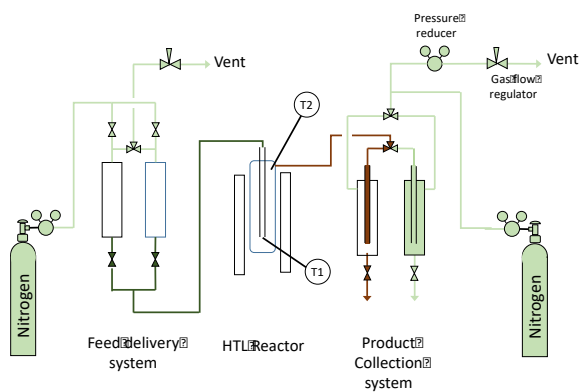 Pressure
reducer
Vent
Vent
Gas flow
regulator
T2
T1
Nitrogen
Nitrogen
Feed delivery
system
HTL Reactor
Product
Collection
system